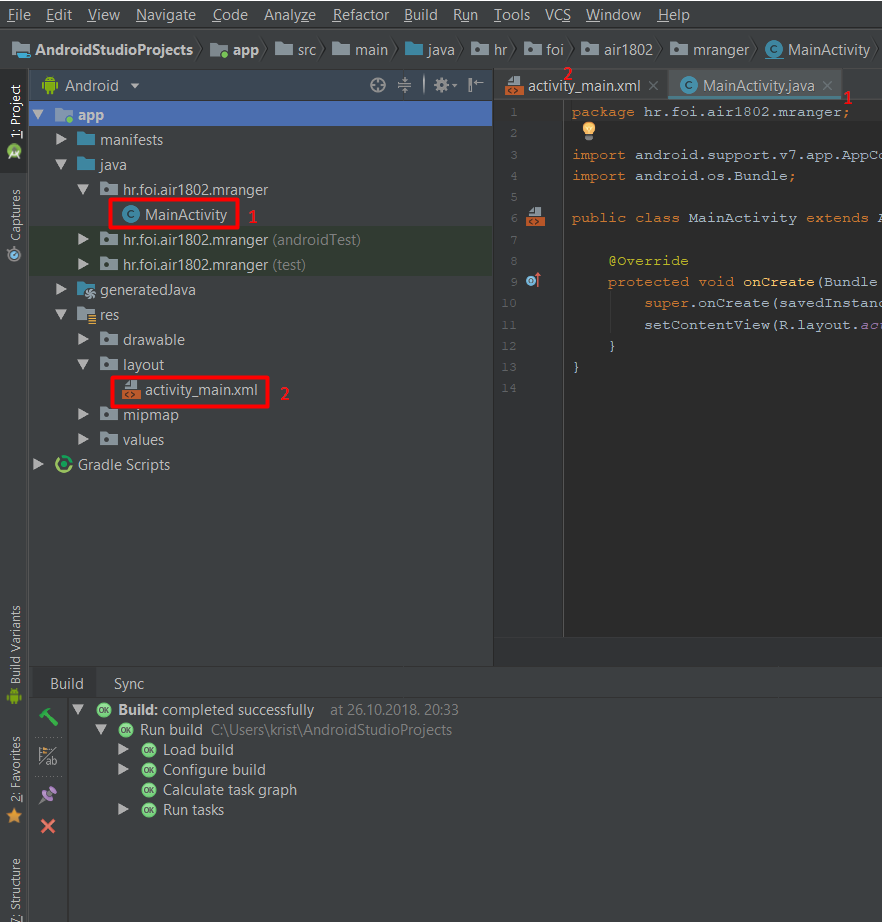 File Edit View Navigate Code Analyze Refactor Build Run Tools VCS Window Help
AndroidStudioProjects app src main java hr foi air1802 mranger MainActivity
1: Project
Captures
Build Variants
2: Favorites
7: Structure
Android
app
manifests
java
hr.foi.air1802.mranger
MainActivity 1
hr.foi.air1802.mranger (androidTest)
hr.foi.air1802.mranger (test)
generatedJava
res
drawable
layout
activity_main.xml 2
mipmap
values
Gradle Scripts
activity_main.xml 2 MainActivity.java 1
1 package hr.foi.air1802.mranger;
2
3 import android.support.v7.app.AppCo
4 import android.os.Bundle;
5
6 public class MainActivity extends A
7
8 @Override
9 protected void onCreate(Bundle
10 super.onCreate(savedInstanc
11 setContentView(R.layout.act
12 }
13 }
14
Build Sync
Build: completed successfully at 26.10.2018. 20:33
OK Run build C:\Users\krist\AndroidStudioProjects
OK Load build
OK Configure build
OK Calculate task graph
OK Run tasks